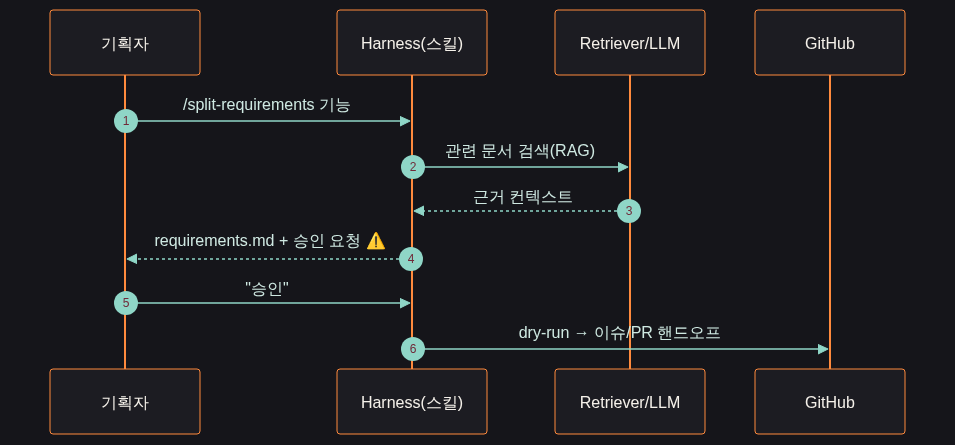 기획자
Harness(스킬)
Retriever/LLM
GitHub
/split-requirements 기능
1
관련 문서 검색(RAG)
2
근거 컨텍스트
3
requirements.md + 승인 요청 ⚠️
4
"승인"
5
dry-run → 이슈/PR 핸드오프
6
기획자
Harness(스킬)
Retriever/LLM
GitHub